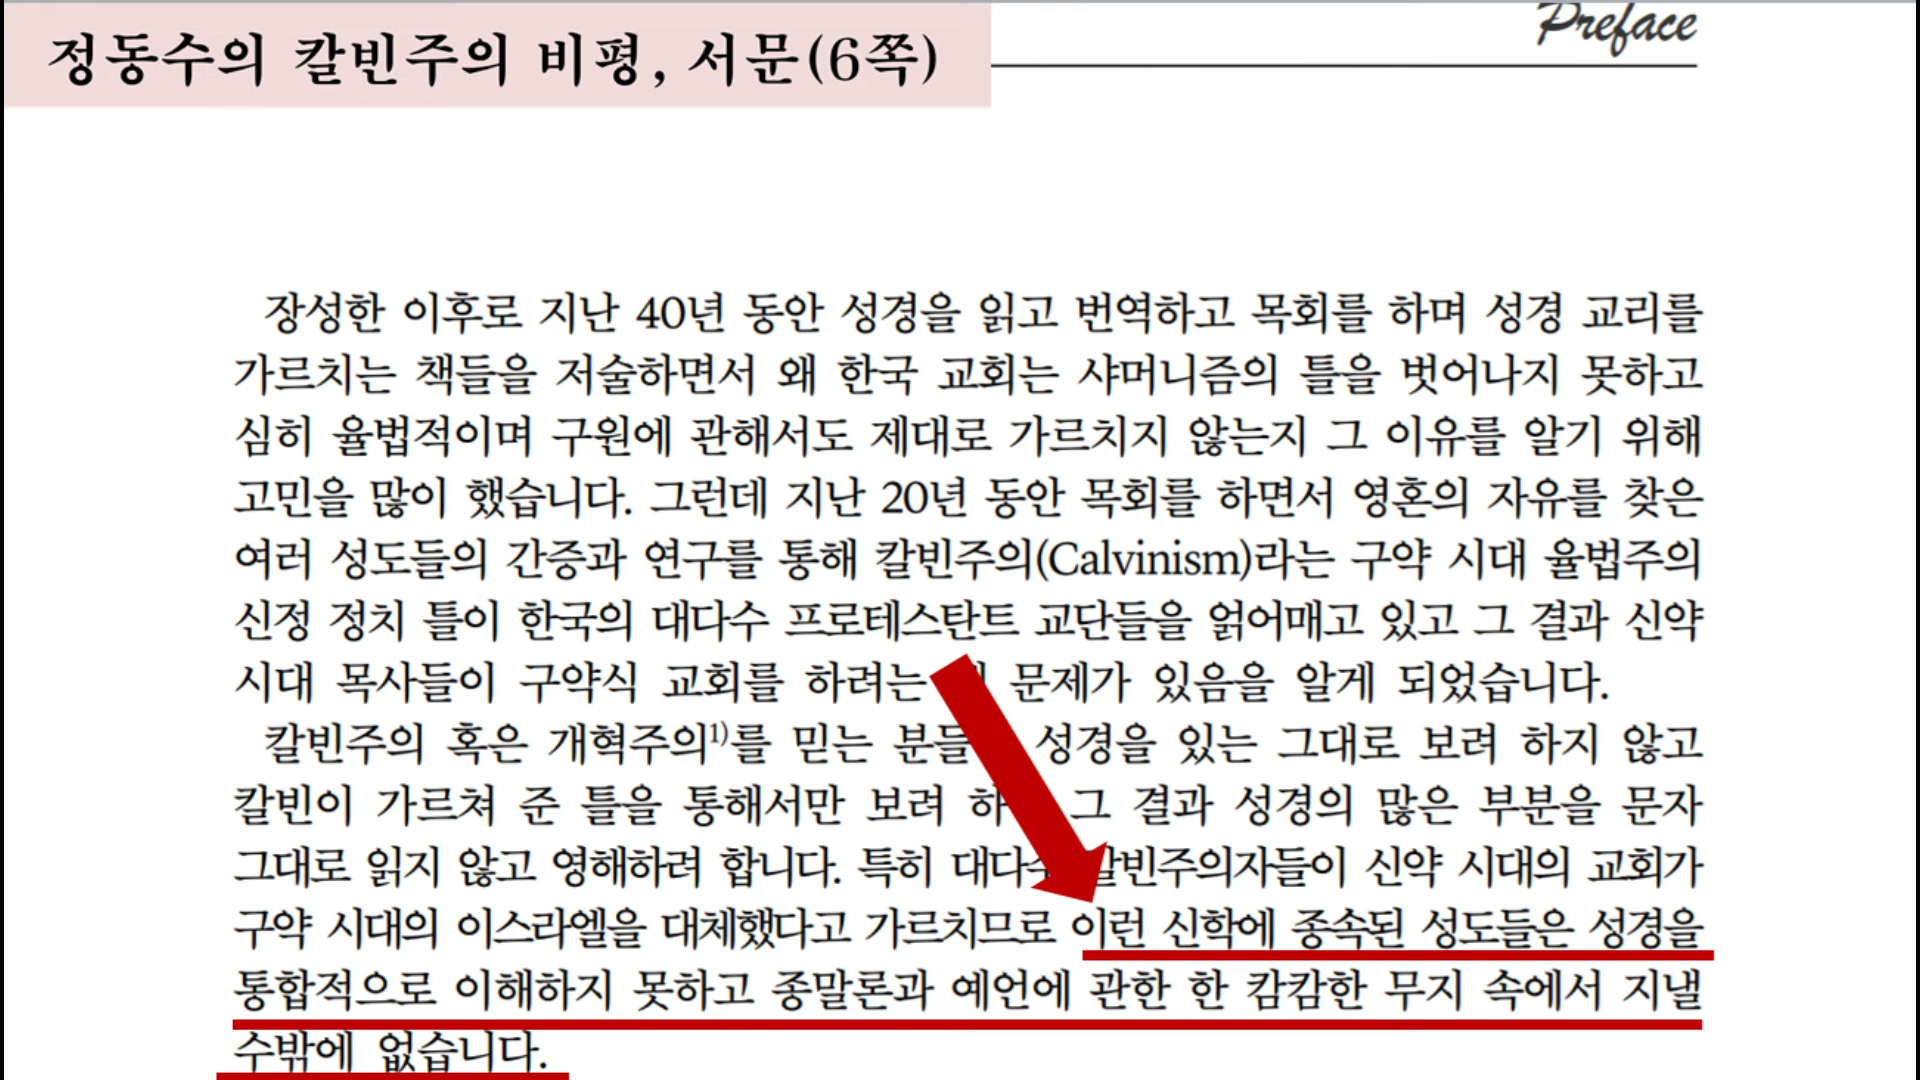 정동수의 칼빈주의 비평, 서문(6쪽)
Preface
장성한 이후로 지난 40년 동안 성경을 읽고 번역하고 목회를 하며 성경 교리를
가르치는 책들을 저술하면서 왜 한국 교회는 샤머니즘의 틀을 벗어나지 못하고
심히 율법적이며 구원에 관해서도 제대로 가르치지 않는지 그 이유를 알기 위해
고민을 많이 했습니다. 그런데 지난 20년 동안 목회를 하면서 영혼의 자유를 찾은
여러 성도들의 간증과 연구를 통해 칼빈주의(Calvinism)라는 구약 시대 율법주의
신정 정치 틀이 한국의 대다수 프로테스탄트 교단들을 얽어매고 있고 그 결과 신약
시대 목사들이 구약식 교회를 하려는 문제가 있음을 알게 되었습니다.
칼빈주의 혹은 개혁주의¹⁾를 믿는 분들 성경을 있는 그대로 보려 하지 않고
칼빈이 가르쳐 준 틀을 통해서만 보려 하 그 결과 성경의 많은 부분을 문자
그대로 읽지 않고 영해하려 합니다. 특히 대다수 칼빈주의자들이 신약 시대의 교회가
구약 시대의 이스라엘을 대체했다고 가르치므로 이런 신학에 종속된 성도들은 성경을
통합적으로 이해하지 못하고 종말론과 예언에 관한 한 캄캄한 무지 속에서 지낼
수밖에 없습니다.